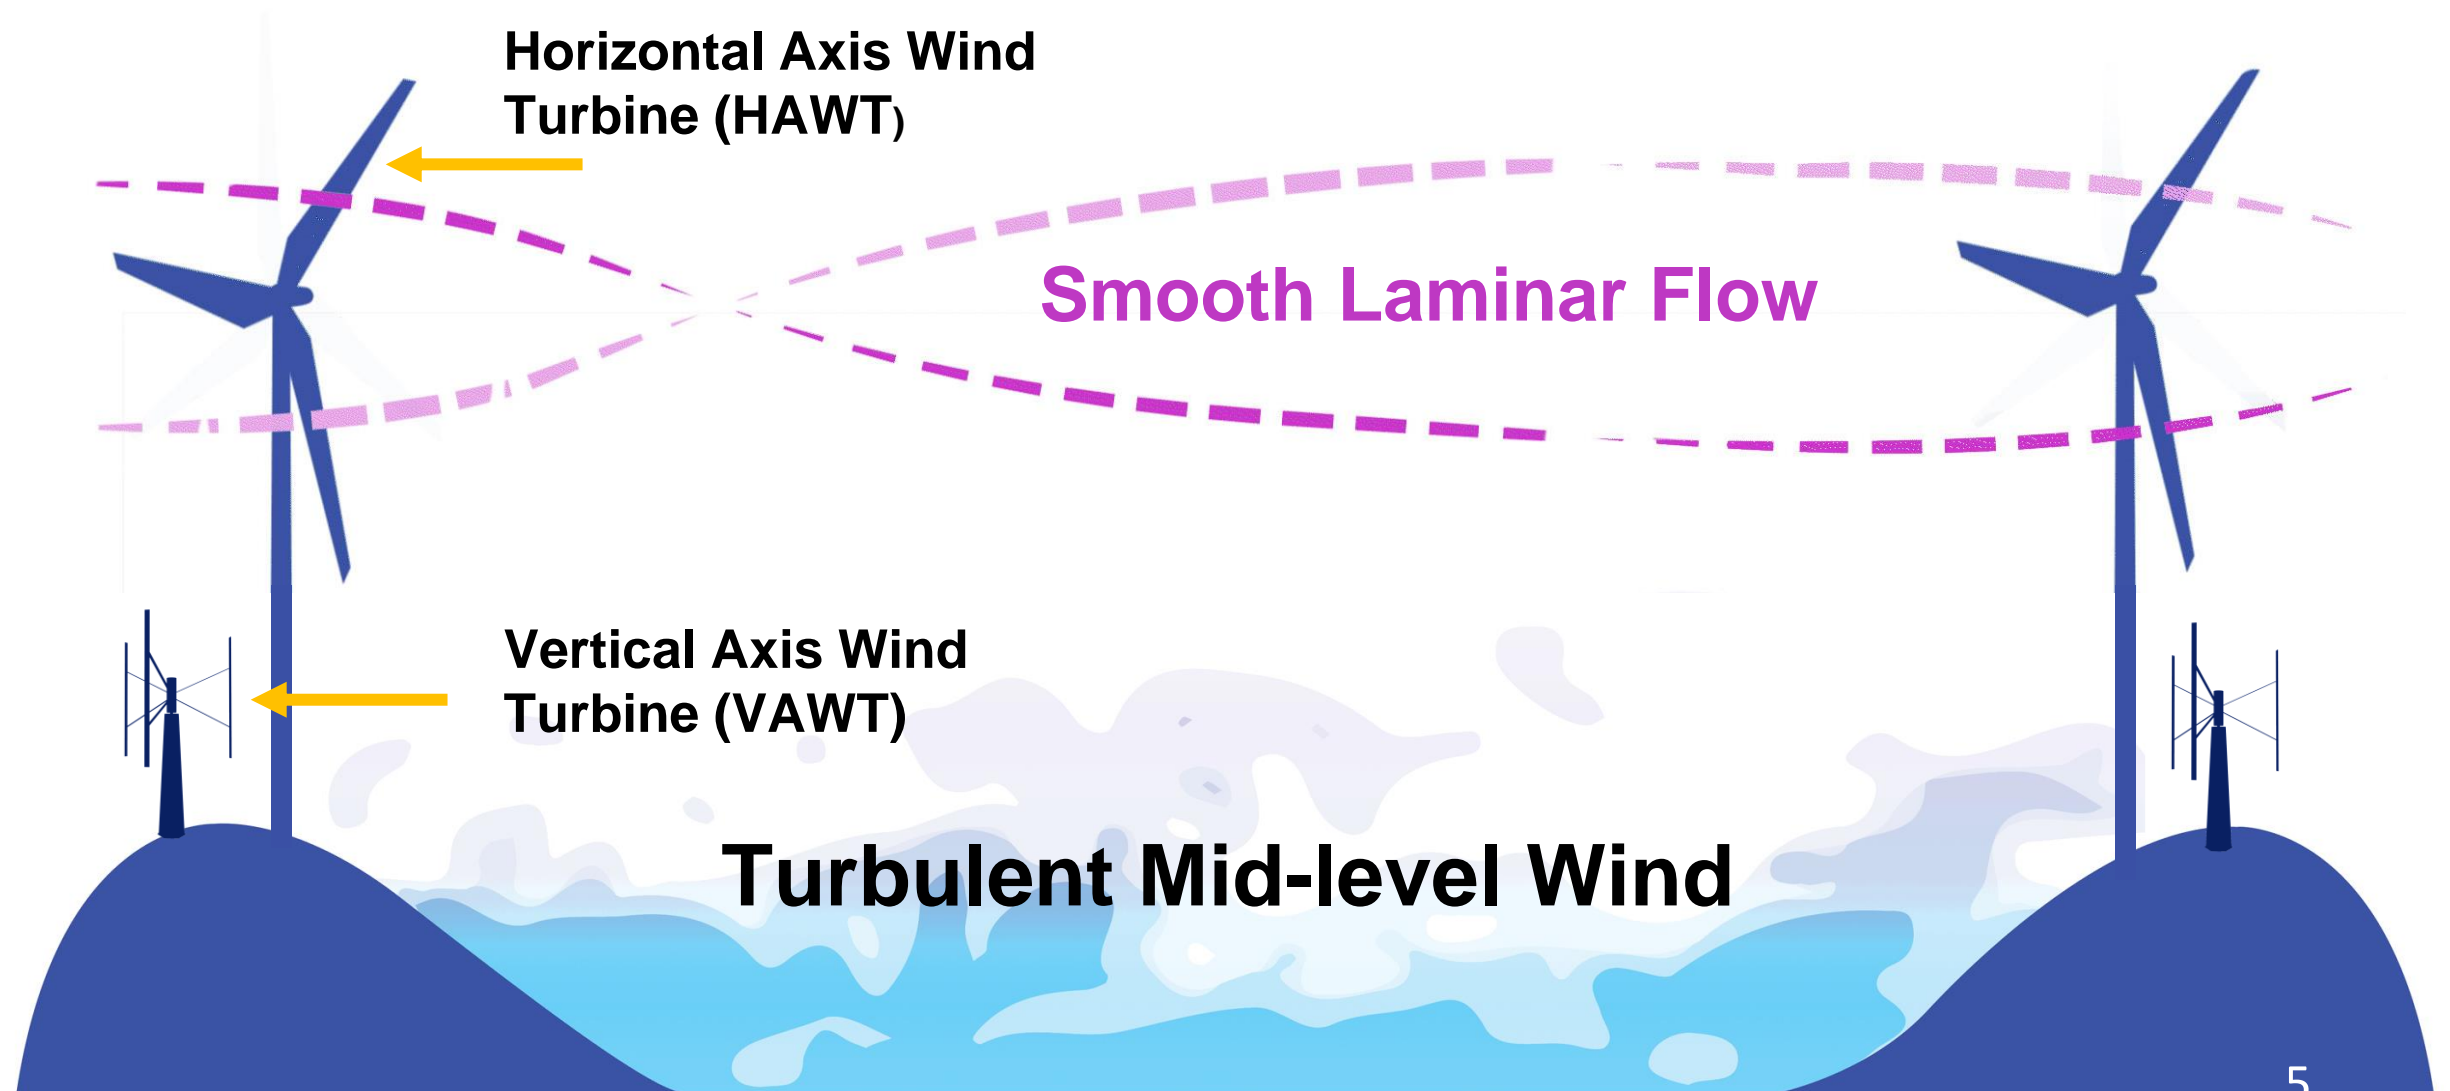 Horizontal Axis Wind
Turbine (HAWT)
Smooth Laminar Flow
Vertical Axis Wind
Turbine (VAWT)
Turbulent Mid-level Wind
5